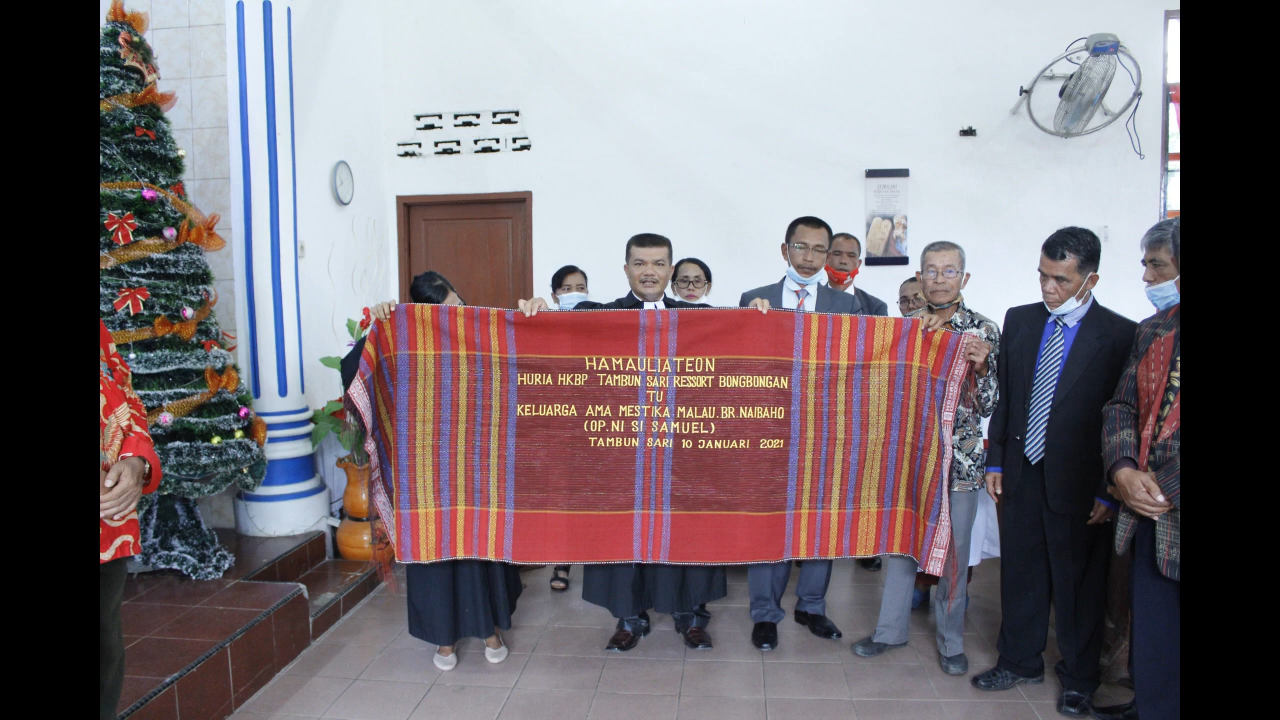 HAMAULIATEON
HURIA HKBP TAMBUN SARI RESSORT BONGBONGAN
TU
KELUARGA AMA MESTIKA MALAU.BR.NAIBAHO
(OP.NI SI SAMUEL)
TAMBUN SARI 10 JANUARI 2021